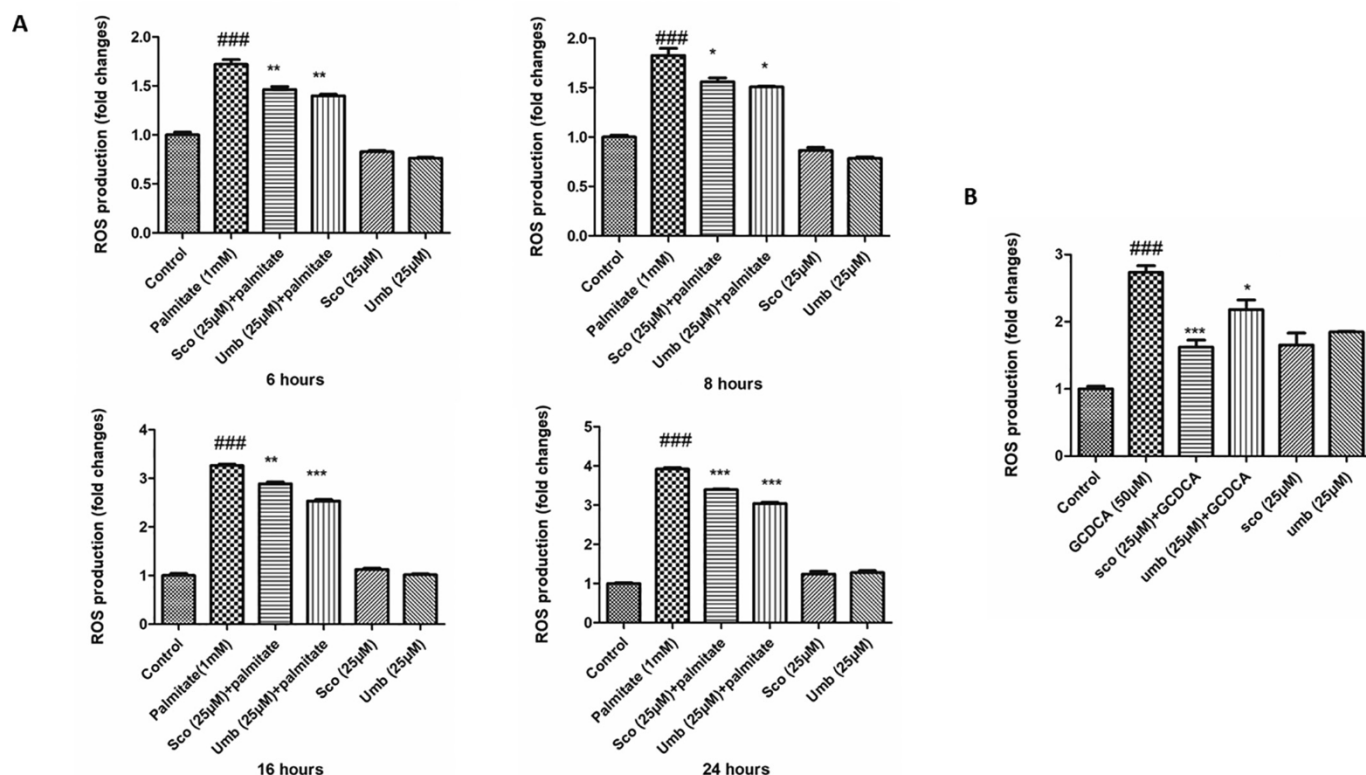 A
ROS production (fold changes)
2.0
1.5
1.0
0.5
0.0
###
**
**
Control
Palmitate (1mM)
Sco (25µM)+palmitate
Umb (25µM)+palmitate
Sco (25µM)
Umb (25µM)
6 hours
ROS production (fold changes)
2.0
1.5
1.0
0.5
0.0
###
*
*
Control
Palmitate (1mM)
Sco (25µM)+palmitate
Umb (25µM)+palmitate
Sco (25µM)
Umb (25µM)
8 hours
ROS production (fold changes)
4
3
2
1
0
###
**
***
Control
Palmitate(1mM)
Sco (25µM)+palmitate
Umb (25µM)+palmitate
Sco (25µM)
Umb (25µM)
16 hours
ROS production (fold changes)
5
4
3
2
1
0
###
***
***
Control
Palmitate (1mM)
Sco (25µM)+palmitate
Umb (25µM)+palmitate
Sco (25µM)
Umb (25µM)
24 hours
B
ROS production (fold changes)
3
2
1
0
###
***
*
Control
GCDCA (50µM)
sco (25µM)+GCDCA
umb (25µM)+GCDCA
sco (25µM)
umb (25µM)